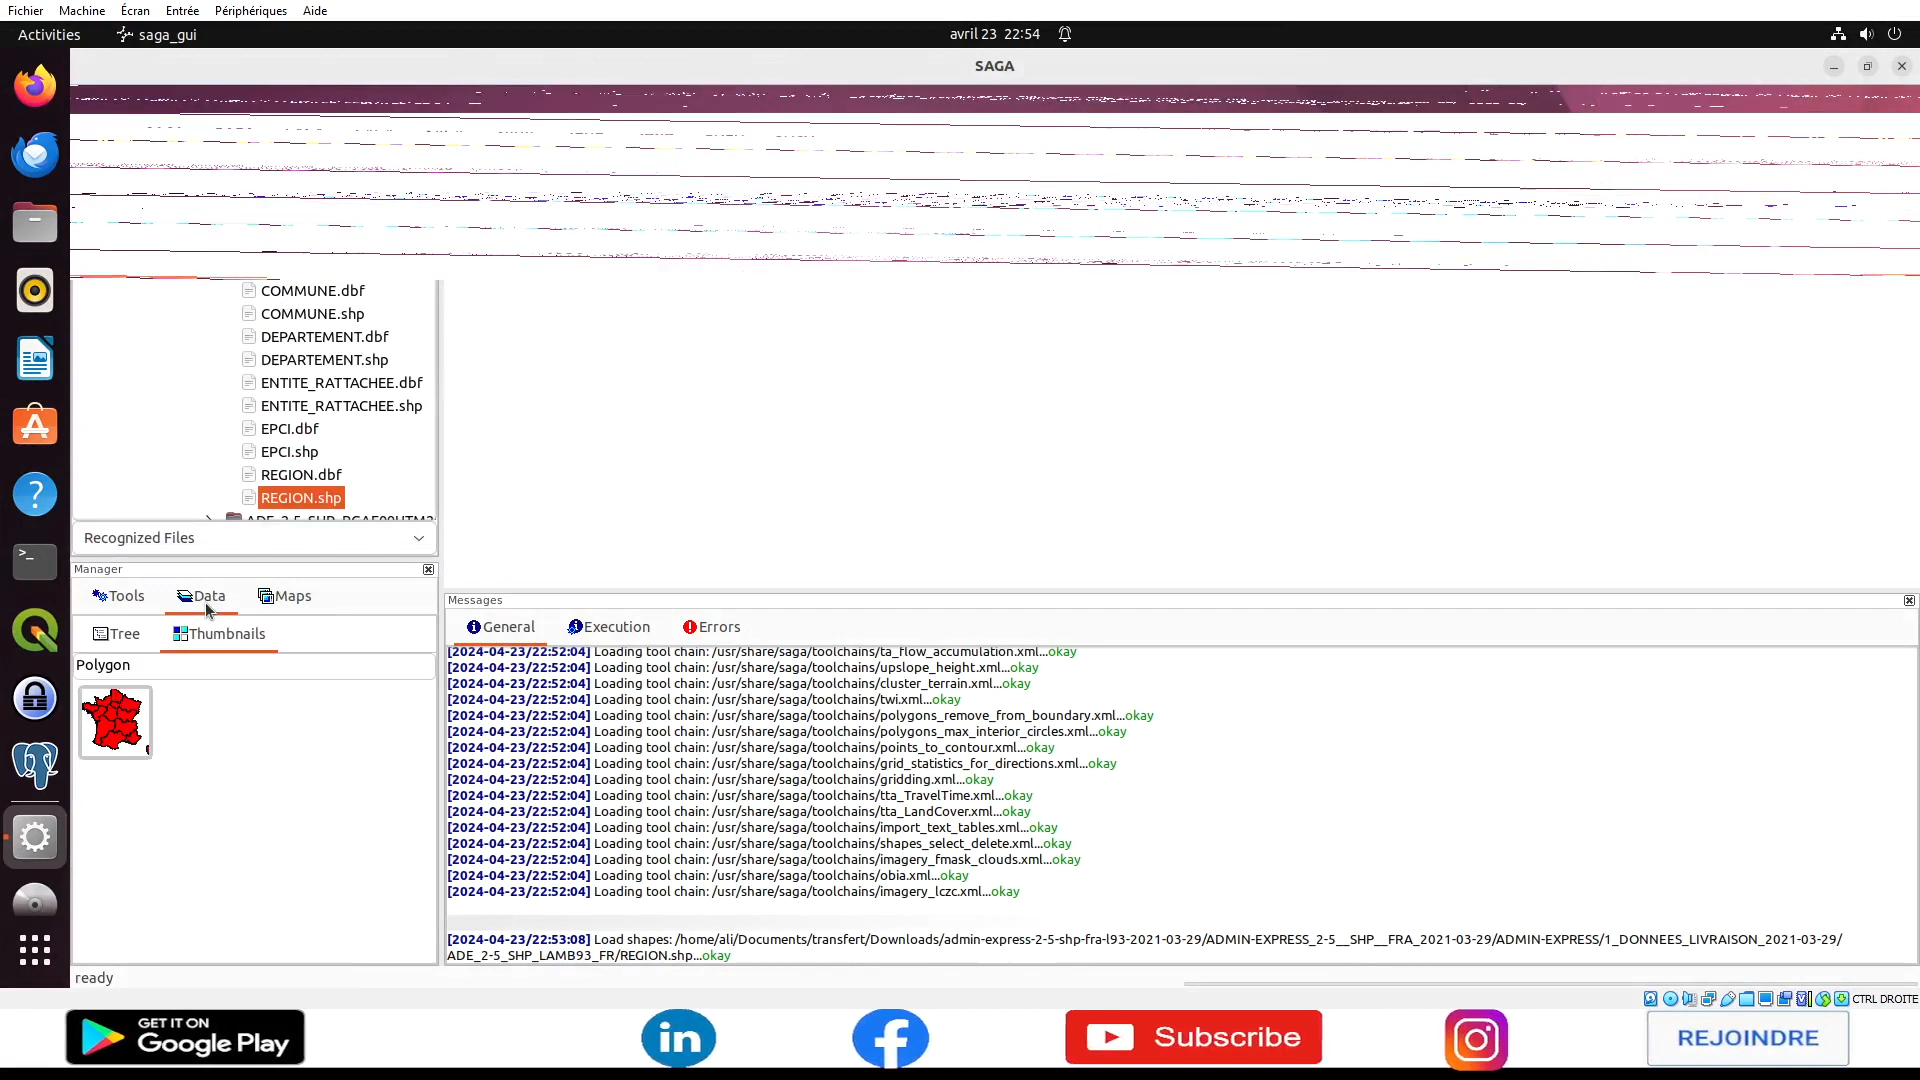 Fichier Machine Écran Entrée Périphériques Aide
Activities saga_gui avril 23 22:54
SAGA
COMMUNE.dbf
COMMUNE.shp
DEPARTEMENT.dbf
DEPARTEMENT.shp
ENTITE_RATTACHEE.dbf
ENTITE_RATTACHEE.shp
EPCI.dbf
EPCI.shp
REGION.dbf
REGION.shp
Recognized Files
Manager
Tools Data Maps
Tree Thumbnails
Polygon
Messages
General Execution Errors
[2024-04-23/22:52:04] Loading tool chain: /usr/share/saga/toolchains/ta_flow_accumulation.xml...okay
[2024-04-23/22:52:04] Loading tool chain: /usr/share/saga/toolchains/upslope_height.xml...okay
[2024-04-23/22:52:04] Loading tool chain: /usr/share/saga/toolchains/cluster_terrain.xml...okay
[2024-04-23/22:52:04] Loading tool chain: /usr/share/saga/toolchains/twi.xml...okay
[2024-04-23/22:52:04] Loading tool chain: /usr/share/saga/toolchains/polygons_remove_from_boundary.xml...okay
[2024-04-23/22:52:04] Loading tool chain: /usr/share/saga/toolchains/polygons_max_interior_circles.xml...okay
[2024-04-23/22:52:04] Loading tool chain: /usr/share/saga/toolchains/points_to_contour.xml...okay
[2024-04-23/22:52:04] Loading tool chain: /usr/share/saga/toolchains/grid_statistics_for_directions.xml...okay
[2024-04-23/22:52:04] Loading tool chain: /usr/share/saga/toolchains/gridding.xml...okay
[2024-04-23/22:52:04] Loading tool chain: /usr/share/saga/toolchains/tta_TravelTime.xml...okay
[2024-04-23/22:52:04] Loading tool chain: /usr/share/saga/toolchains/tta_LandCover.xml...okay
[2024-04-23/22:52:04] Loading tool chain: /usr/share/saga/toolchains/import_text_tables.xml...okay
[2024-04-23/22:52:04] Loading tool chain: /usr/share/saga/toolchains/shapes_select_delete.xml...okay
[2024-04-23/22:52:04] Loading tool chain: /usr/share/saga/toolchains/imagery_fmask_clouds.xml...okay
[2024-04-23/22:52:04] Loading tool chain: /usr/share/saga/toolchains/obia.xml...okay
[2024-04-23/22:52:04] Loading tool chain: /usr/share/saga/toolchains/imagery_lczc.xml...okay
[2024-04-23/22:53:08] Load shapes: /home/ali/Documents/transfert/Downloads/admin-express-2-5-shp-fra-l93-2021-03-29/ADMIN-EXPRESS_2-5__SHP__FRA_2021-03-29/ADMIN-EXPRESS/1_DONNEES_LIVRAISON_2021-03-29/
ADE_2-5_SHP_LAMB93_FR/REGION.shp...okay
ready
CTRL DROITE
GET IT ON
Google Play
in
Subscribe
REJOINDRE